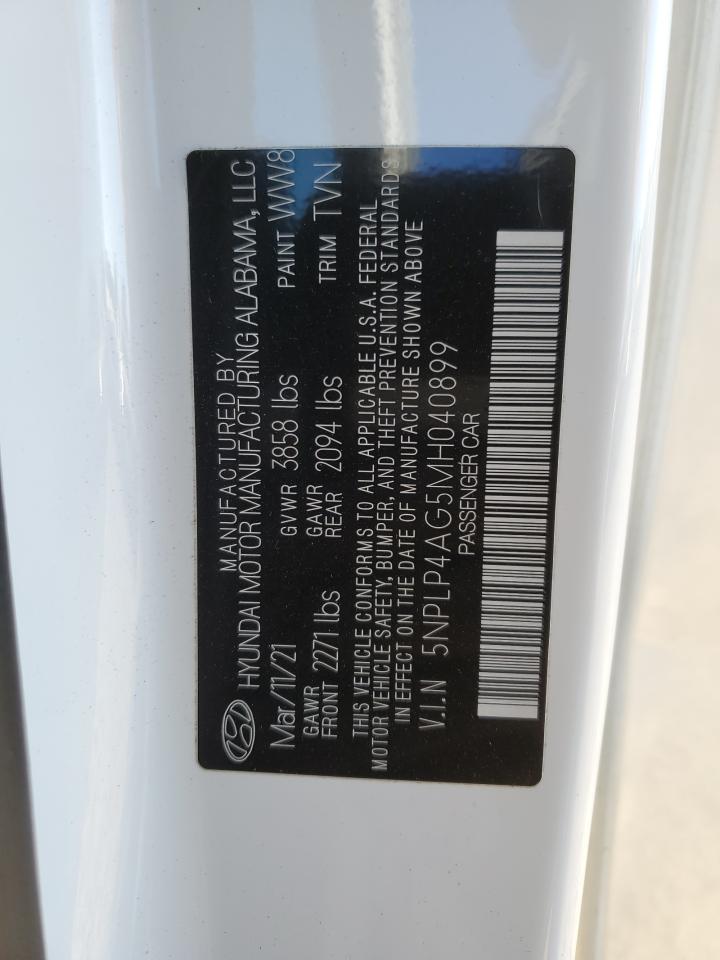 MANUFACTURED BY
HYUNDAI MOTOR MANUFACTURING ALABAMA, LLC
Mar/11/21 GVWR 3858 lbs PAINT WW8
GAWR FRONT 2271 lbs GAWR REAR 2094 lbs TRIM TVN
THIS VEHICLE CONFORMS TO ALL APPLICABLE U.S.A. FEDERAL
MOTOR VEHICLE SAFETY, BUMPER, AND THEFT PREVENTION STANDARDS
IN EFFECT ON THE DATE OF MANUFACTURE SHOWN ABOVE
V.I.N 5NPLP4AG5MH040899
PASSENGER CAR